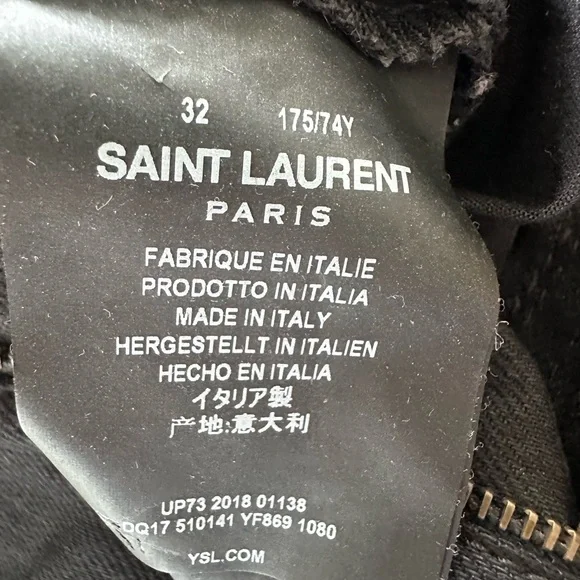 32 175/74Y
SAINT LAURENT
PARIS
FABRIQUE EN ITALIE
PRODOTTO IN ITALIA
MADE IN ITALY
HERGESTELLT IN ITALIEN
HECHO EN ITALIA
イタリア製
产地:意大利
UP73 2018 01138
DQ17 510141 YF869 1080
YSL.COM